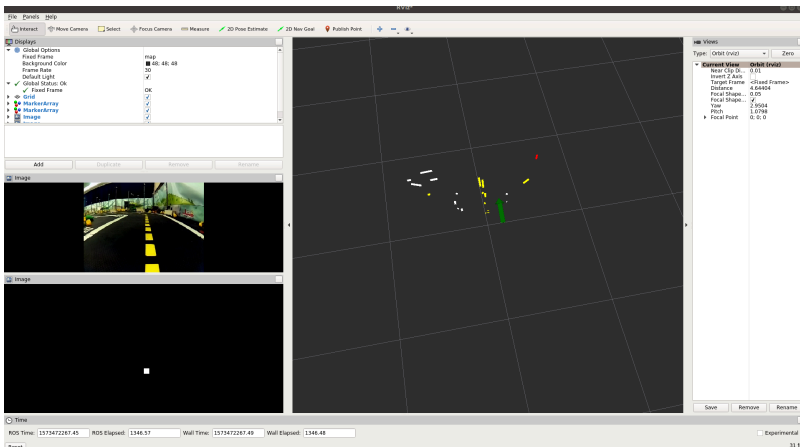 RViz*
File Panels Help
Interact Move Camera Select Focus Camera Measure 2D Pose Estimate 2D Nav Goal Publish Point
Displays
Global Options
Fixed Frame map
Background Color 48; 48; 48
Frame Rate 30
Default Light
Global Status: Ok
Fixed Frame OK
Grid
MarkerArray
MarkerArray
Image
Add Duplicate Remove Rename
Image
Image
Views
Type: Orbit (rviz) Zero
Current View Orbit (rviz)
Near Clip Di... 0.01
Invert Z Axis
Target Frame <Fixed Frame>
Distance 4.64404
Focal Shape... 0.05
Focal Shape...
Yaw 2.9504
Pitch 1.0798
Focal Point 0; 0; 0
Save Remove Rename
Time
ROS Time: 1573472267.45 ROS Elapsed: 1346.57 Wall Time: 1573472267.49 Wall Elapsed: 1346.48 Experimental
Reset